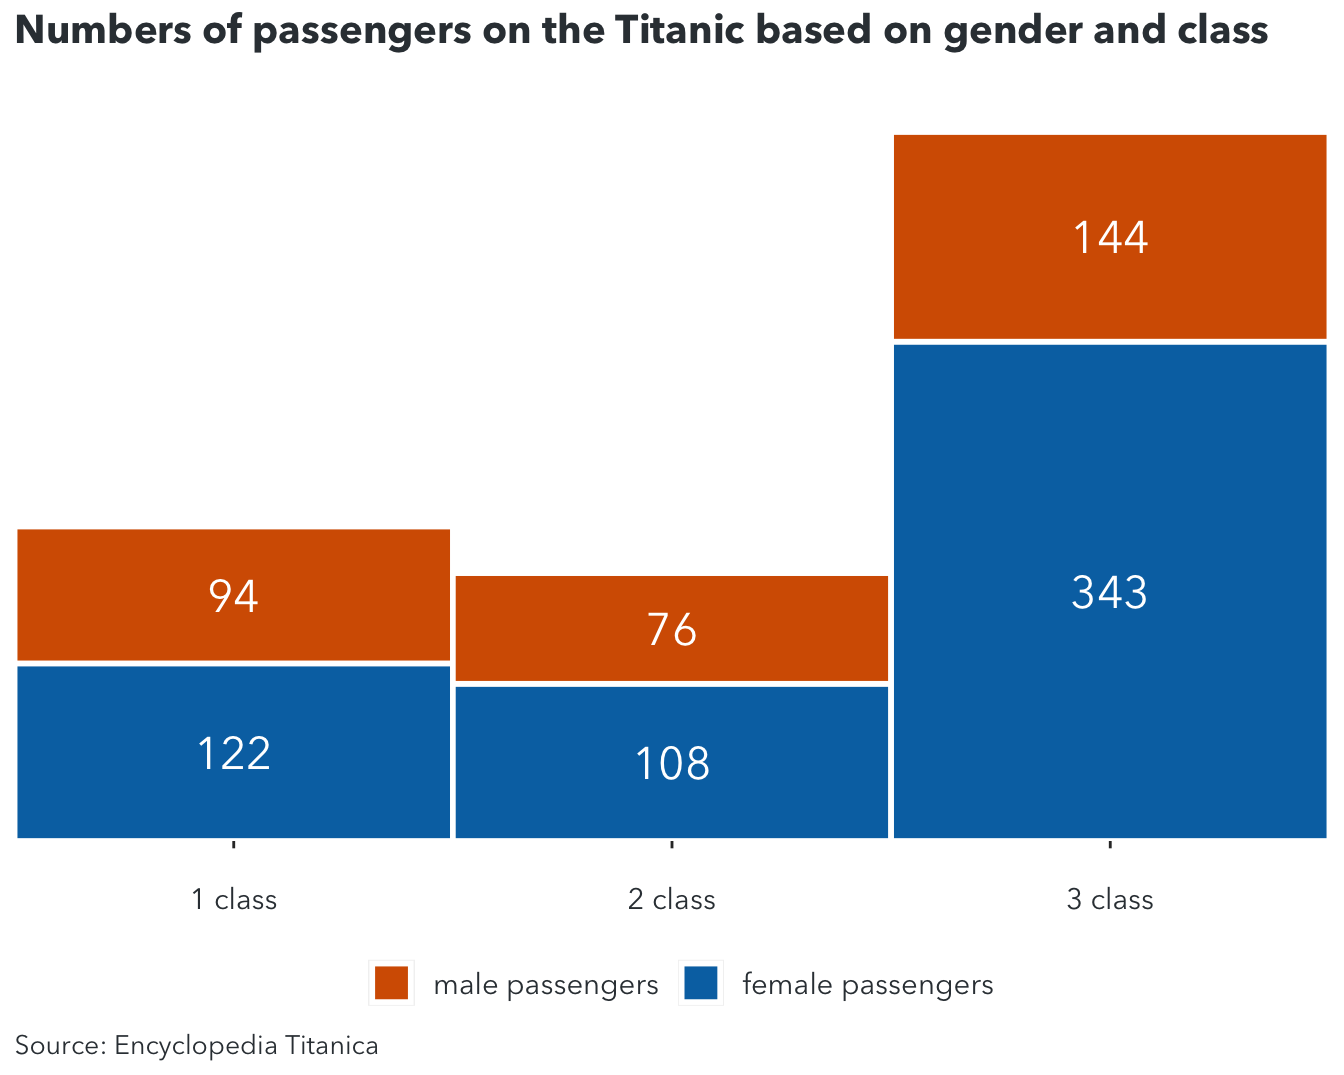 Numbers of passengers on the Titanic based on gender and class
144
94
76
343
122
108
1 class
2 class
3 class
male passengers
female passengers
Source: Encyclopedia Titanica